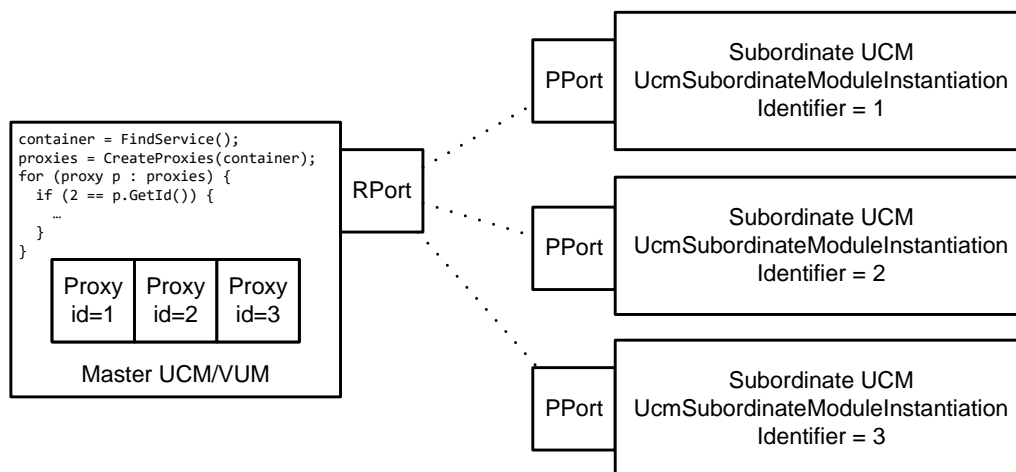 container = FindService();
proxies = CreateProxies(container);
for (proxy p : proxies) {
  if (2 == p.GetId()) {
    …
  }
}
Proxy
id=1
Proxy
id=2
Proxy
id=3
Master UCM/VUM
RPort
PPort
Subordinate UCM
UcmSubordinateModuleInstantiation
Identifier = 1
PPort
Subordinate UCM
UcmSubordinateModuleInstantiation
Identifier = 2
PPort
Subordinate UCM
UcmSubordinateModuleInstantiation
Identifier = 3